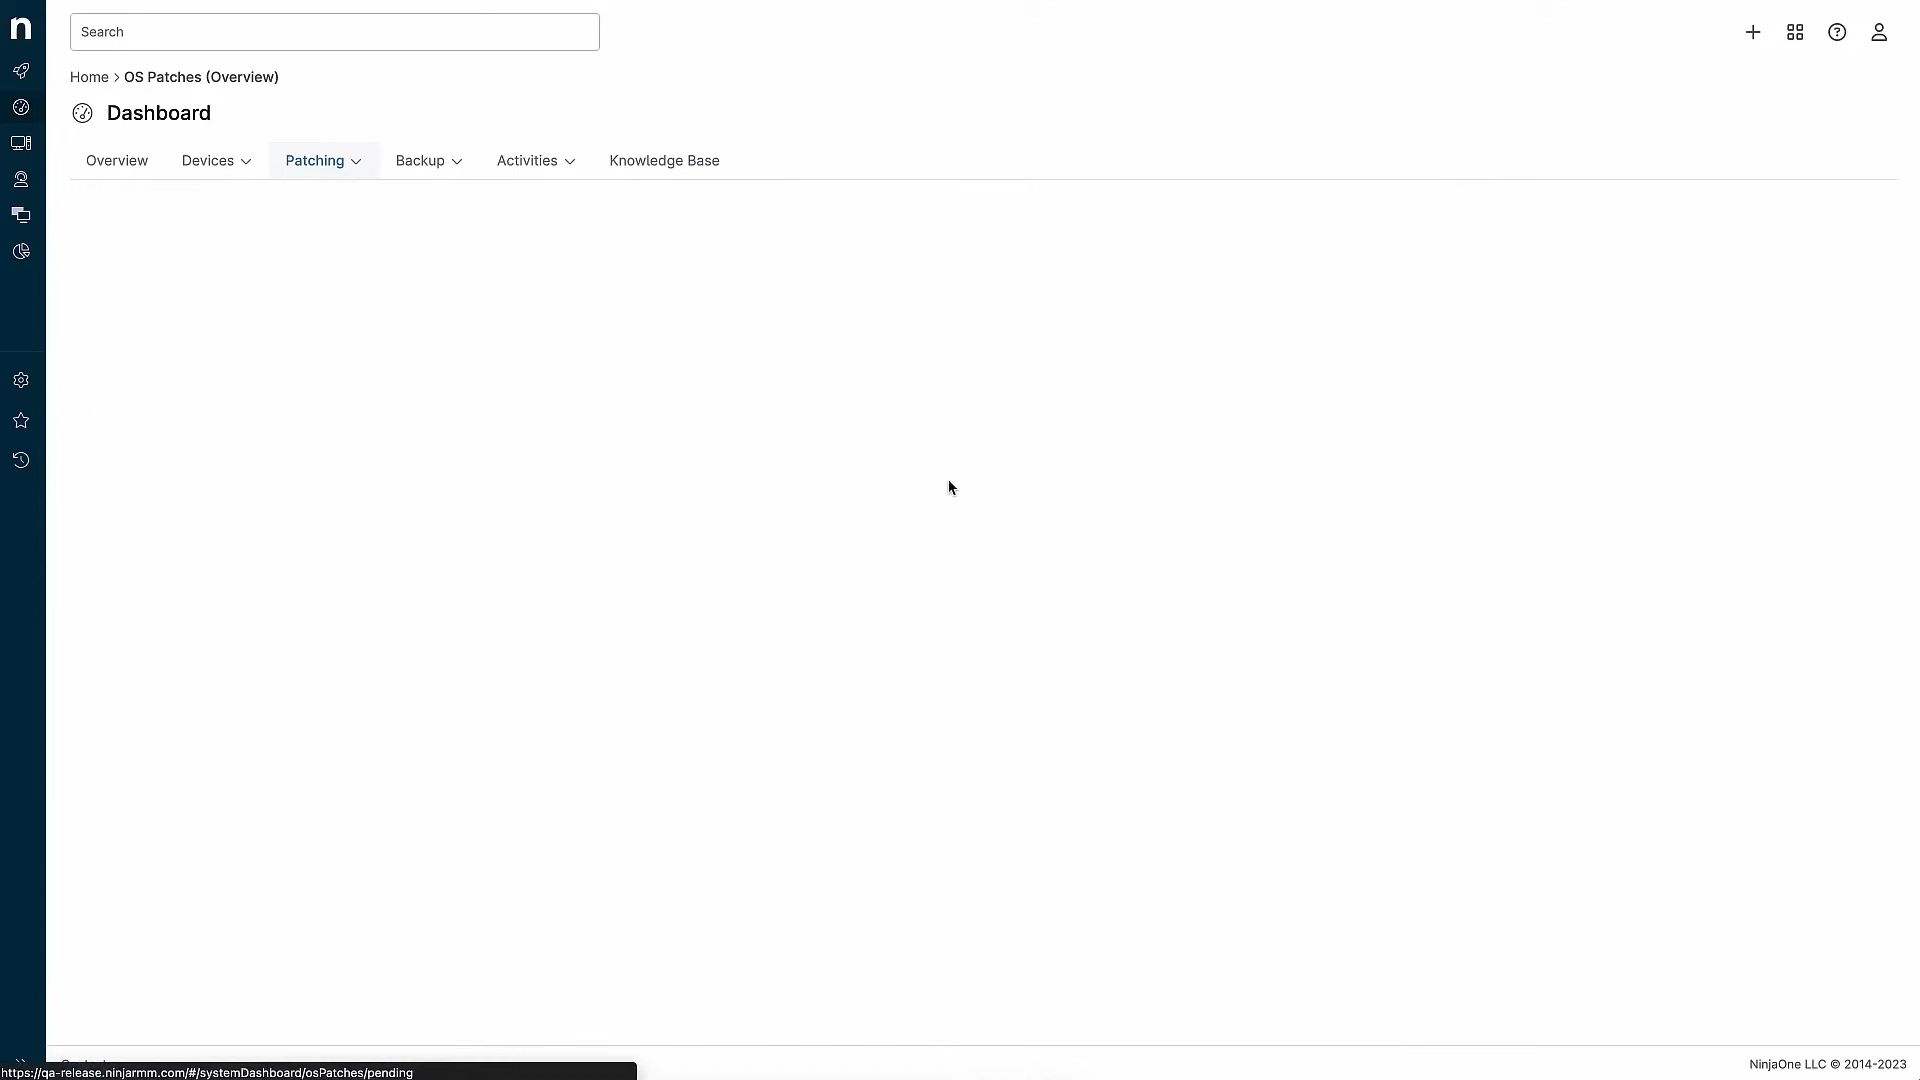 n
Search
Home > OS Patches (Overview)
Dashboard
Overview Devices Patching Backup Activities Knowledge Base
NinjaOne LLC © 2014-2023
https://qa-release.ninjarmm.com/#/systemDashboard/osPatches/pending